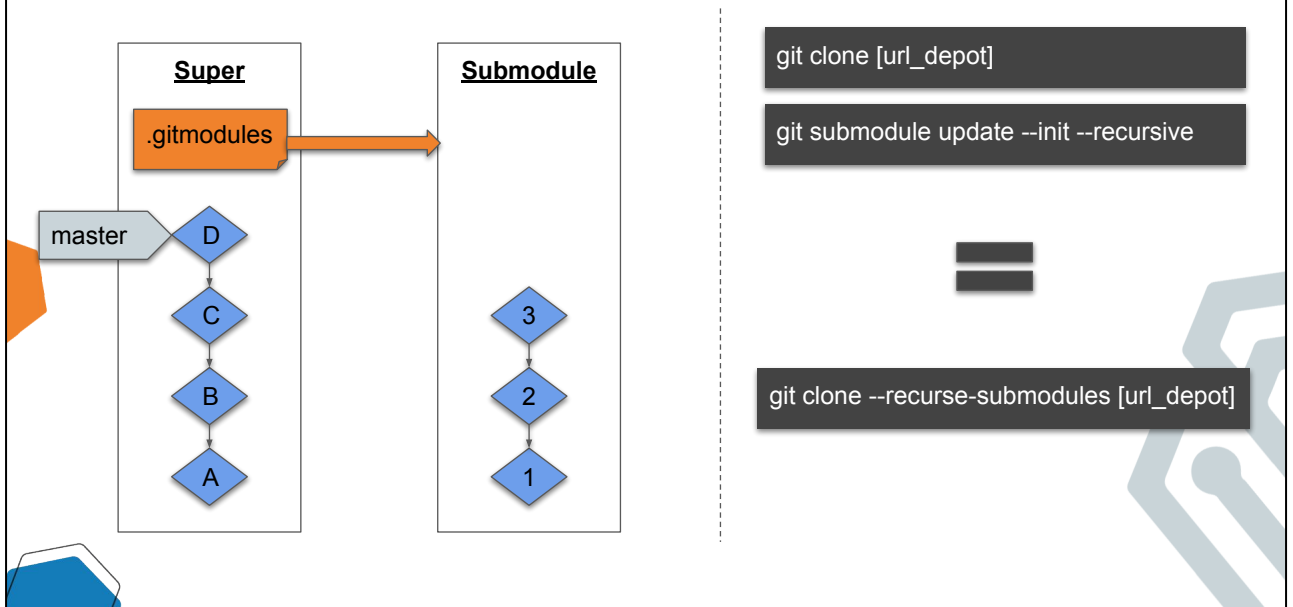 Super
.gitmodules
master
D
C
B
A
Submodule
3
2
1
git clone [url_depot]
git submodule update --init --recursive
git clone --recurse-submodules [url_depot]